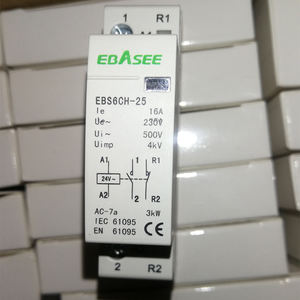 1 R1
EBASEE
EBS6CH-25
Ie 16A
Ue~ 230V
Ui~ 500V
Uimp 4kV
A1 1 R1
24V~
A2 2 R2
AC-7a 3kW
IEC 61095
EN 61095
2 R2